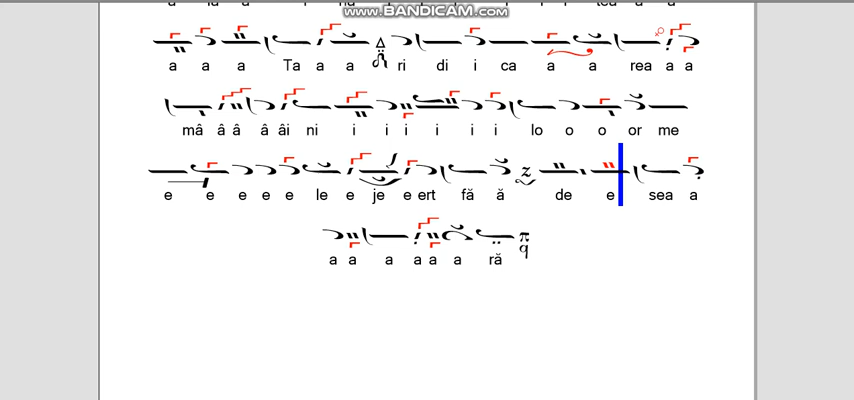 www.BANDICAM.com
a a a Ta a a ri di i ca a a rea a a
mâ â â â âi ni i i i i i i lo o o or me
e e e e e le e je e ert fă ă de e sea a
a a a a a a ră